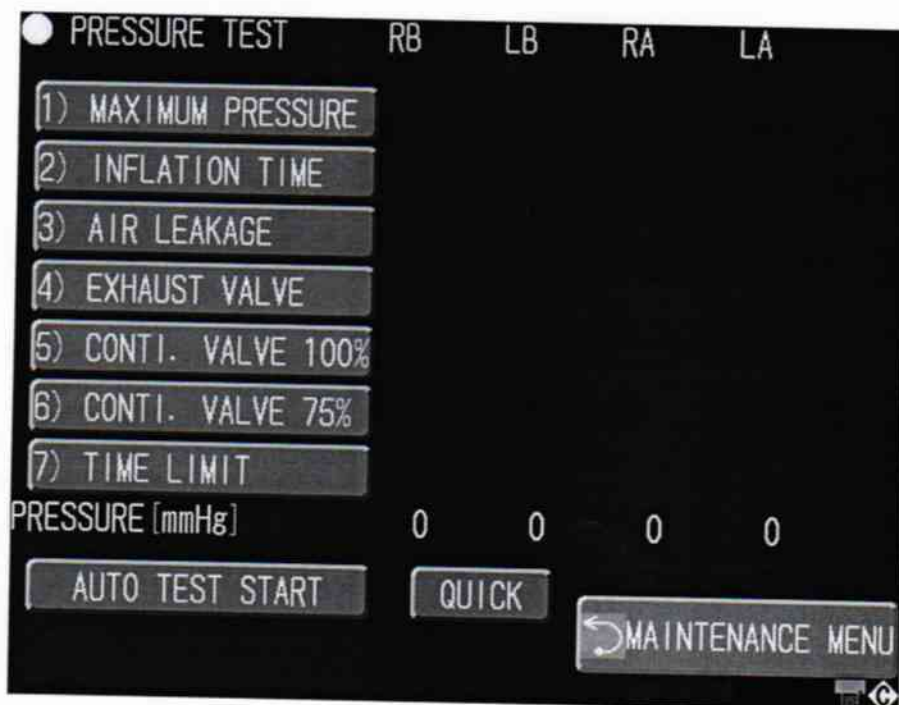 PRESSURE TEST RB LB RA LA
1) MAXIMUM PRESSURE
2) INFLATION TIME
3) AIR LEAKAGE
4) EXHAUST VALVE
5) CONTI. VALVE 100%
6) CONTI. VALVE 75%
7) TIME LIMIT
PRESSURE [mmHg] 0 0 0 0
AUTO TEST START QUICK
MAINTENANCE MENU
C